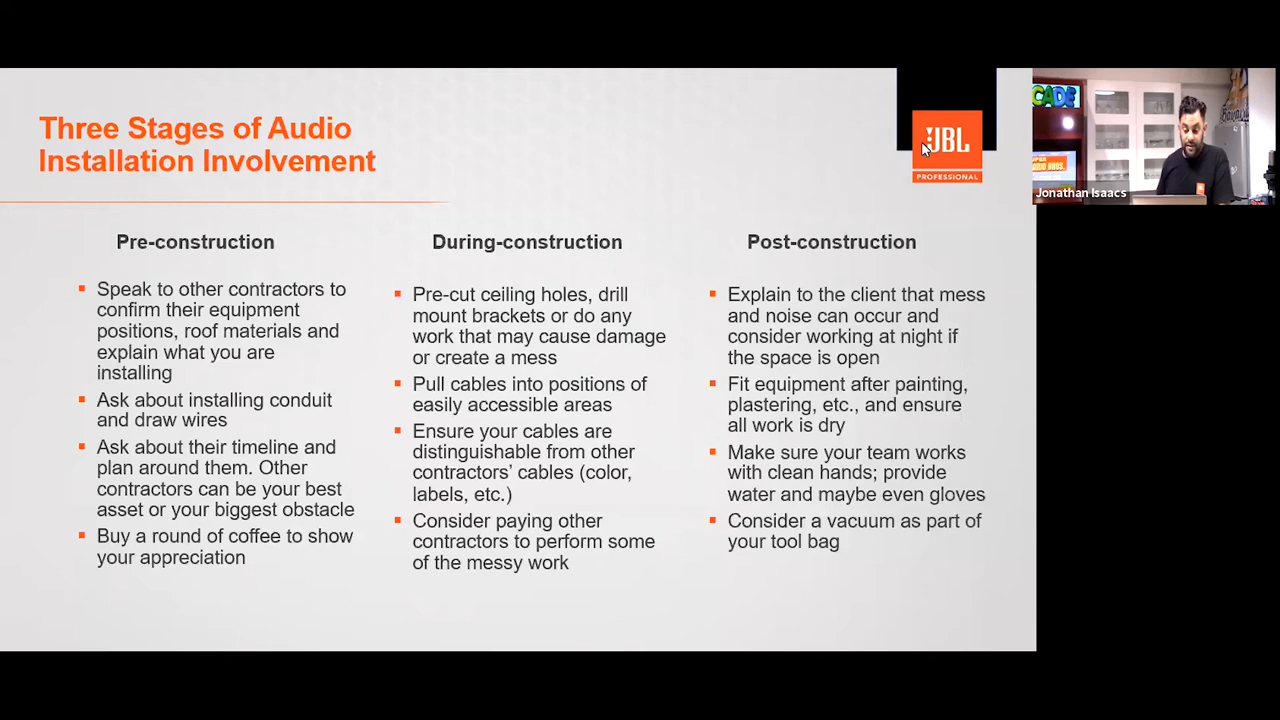 Three Stages of Audio
Installation Involvement
JBL
PROFESSIONAL
CADE
Jonathan Isaacs
Pre-construction
Speak to other contractors to
confirm their equipment
positions, roof materials and
explain what you are
installing
Ask about installing conduit
and draw wires
Ask about their timeline and
plan around them. Other
contractors can be your best
asset or your biggest obstacle
Buy a round of coffee to show
your appreciation
During-construction
Pre-cut ceiling holes, drill
mount brackets or do any
work that may cause damage
or create a mess
Pull cables into positions of
easily accessible areas
Ensure your cables are
distinguishable from other
contractors' cables (color,
labels, etc.)
Consider paying other
contractors to perform some
of the messy work
Post-construction
Explain to the client that mess
and noise can occur and
consider working at night if
the space is open
Fit equipment after painting,
plastering, etc., and ensure
all work is dry
Make sure your team works
with clean hands; provide
water and maybe even gloves
Consider a vacuum as part of
your tool bag